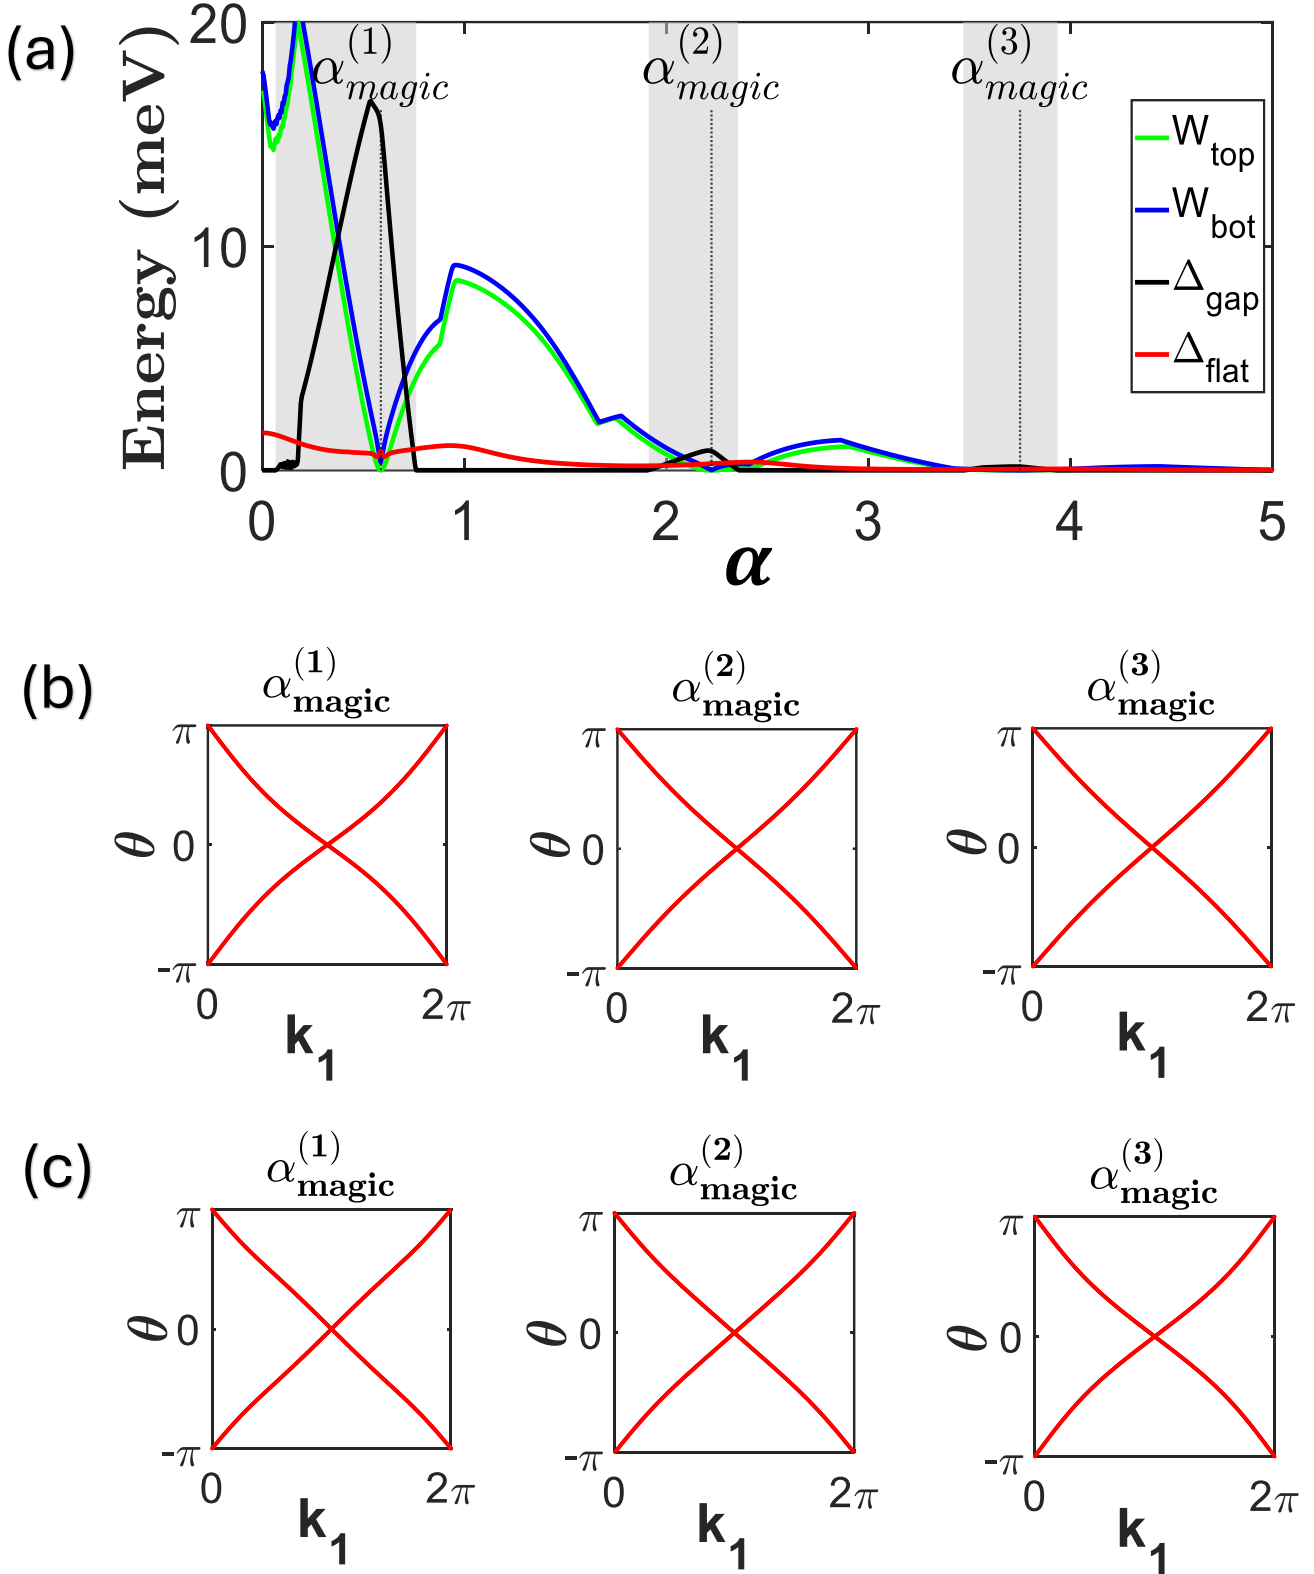 (a)
Energy (meV)
20
10
0
α_magic^(1)
α_magic^(2)
α_magic^(3)
W_top
W_bot
Δ_gap
Δ_flat
0 1 2 3 4 5
α
(b)
α_magic^(1)
α_magic^(2)
α_magic^(3)
θ
π
0
-π
0 2π
k_1
θ
π
0
-π
0 2π
k_1
θ
π
0
-π
0 2π
k_1
(c)
α_magic^(1)
α_magic^(2)
α_magic^(3)
θ
π
0
-π
0 2π
k_1
θ
π
0
-π
0 2π
k_1
θ
π
0
-π
0 2π
k_1